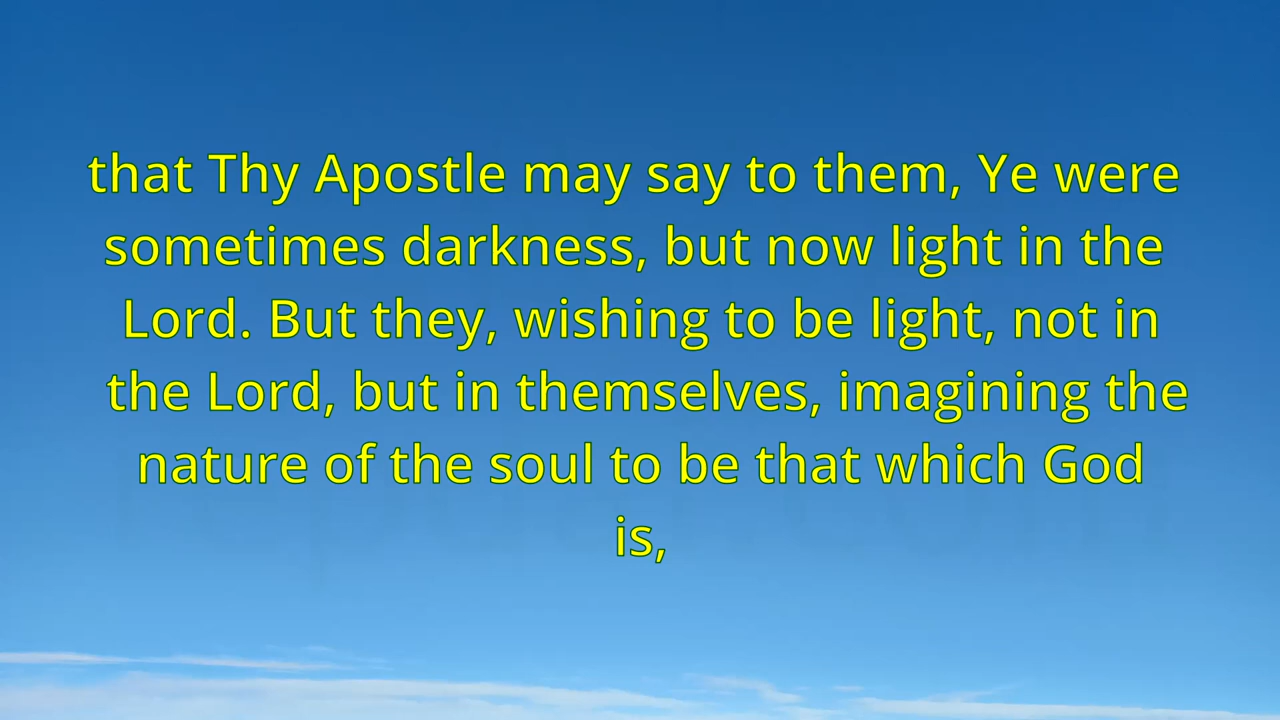 that Thy Apostle may say to them, Ye were
sometimes darkness, but now light in the
Lord. But they, wishing to be light, not in
the Lord, but in themselves, imagining the
nature of the soul to be that which God
is,